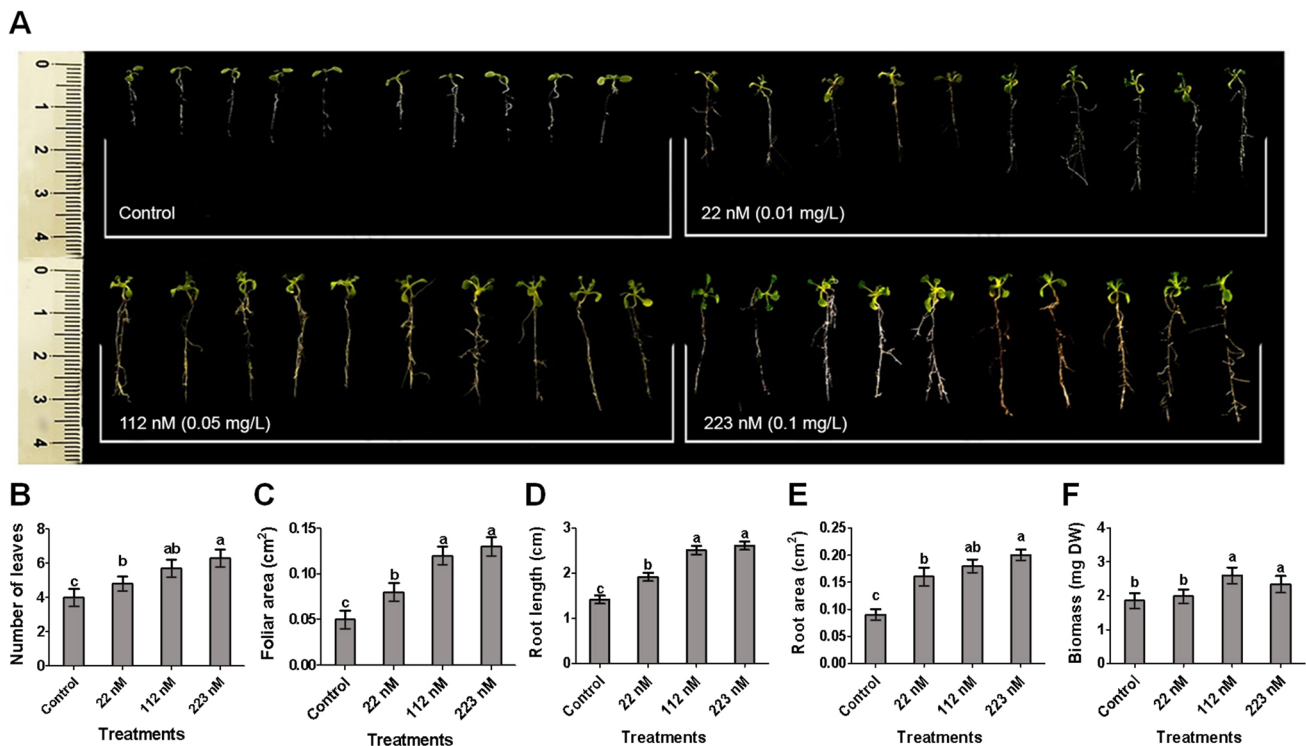 A
0
1
2
3
4
Control
22 nM (0.01 mg/L)
0
1
2
3
4
112 nM (0.05 mg/L)
223 nM (0.1 mg/L)
B
Number of leaves
8
6
4
2
0
c
b
ab
a
Control
22 nM
112 nM
223 nM
Treatments
C
Foliar area (cm²)
0.15
0.10
0.05
0.00
c
b
a
a
Control
22 nM
112 nM
223 nM
Treatments
D
Root length (cm)
3
2
1
0
c
b
a
a
Control
22 nM
112 nM
223 nM
Treatments
E
Root area (cm²)
0.25
0.20
0.15
0.10
0.05
0.00
c
b
ab
a
Control
22 nM
112 nM
223 nM
Treatments
F
Biomass (mg DW)
4
3
2
1
0
b
b
a
a
Control
22 nM
112 nM
223 nM
Treatments